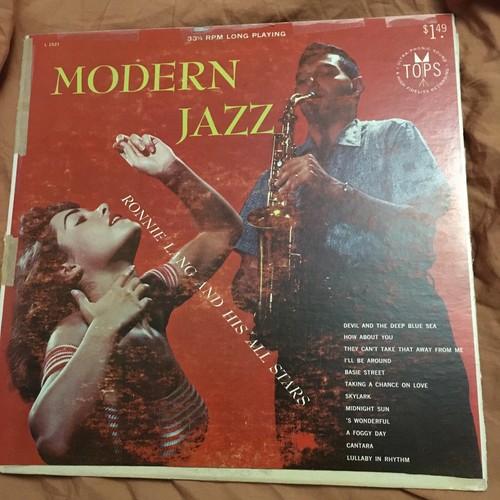 L 1521
33⅓ RPM LONG PLAYING
$1.49
TOPS
MODERN
JAZZ
RONNIE LANG AND HIS ALL STARS
DEVIL AND THE DEEP BLUE SEA
HOW ABOUT YOU
THEY CAN'T TAKE THAT AWAY FROM ME
I'LL BE AROUND
BASIE STREET
TAKING A CHANCE ON LOVE
SKYLARK
MIDNIGHT SUN
'S WONDERFUL
A FOGGY DAY
CANTARA
LULLABY IN RHYTHM